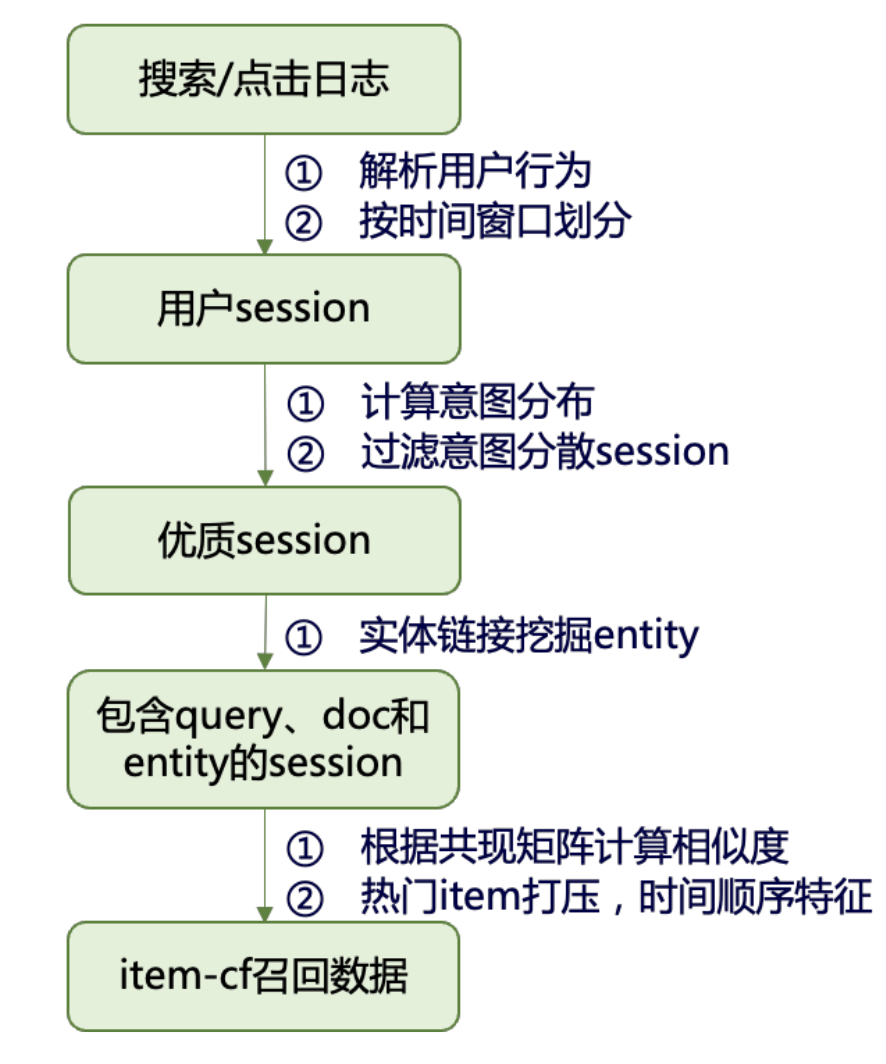 搜索/点击日志
① 解析用户行为
② 按时间窗口划分
用户session
① 计算意图分布
② 过滤意图分散session
优质session
① 实体链接挖掘entity
包含query、doc和
entity的session
① 根据共现矩阵计算相似度
② 热门item打压，时间顺序特征
item-cf召回数据